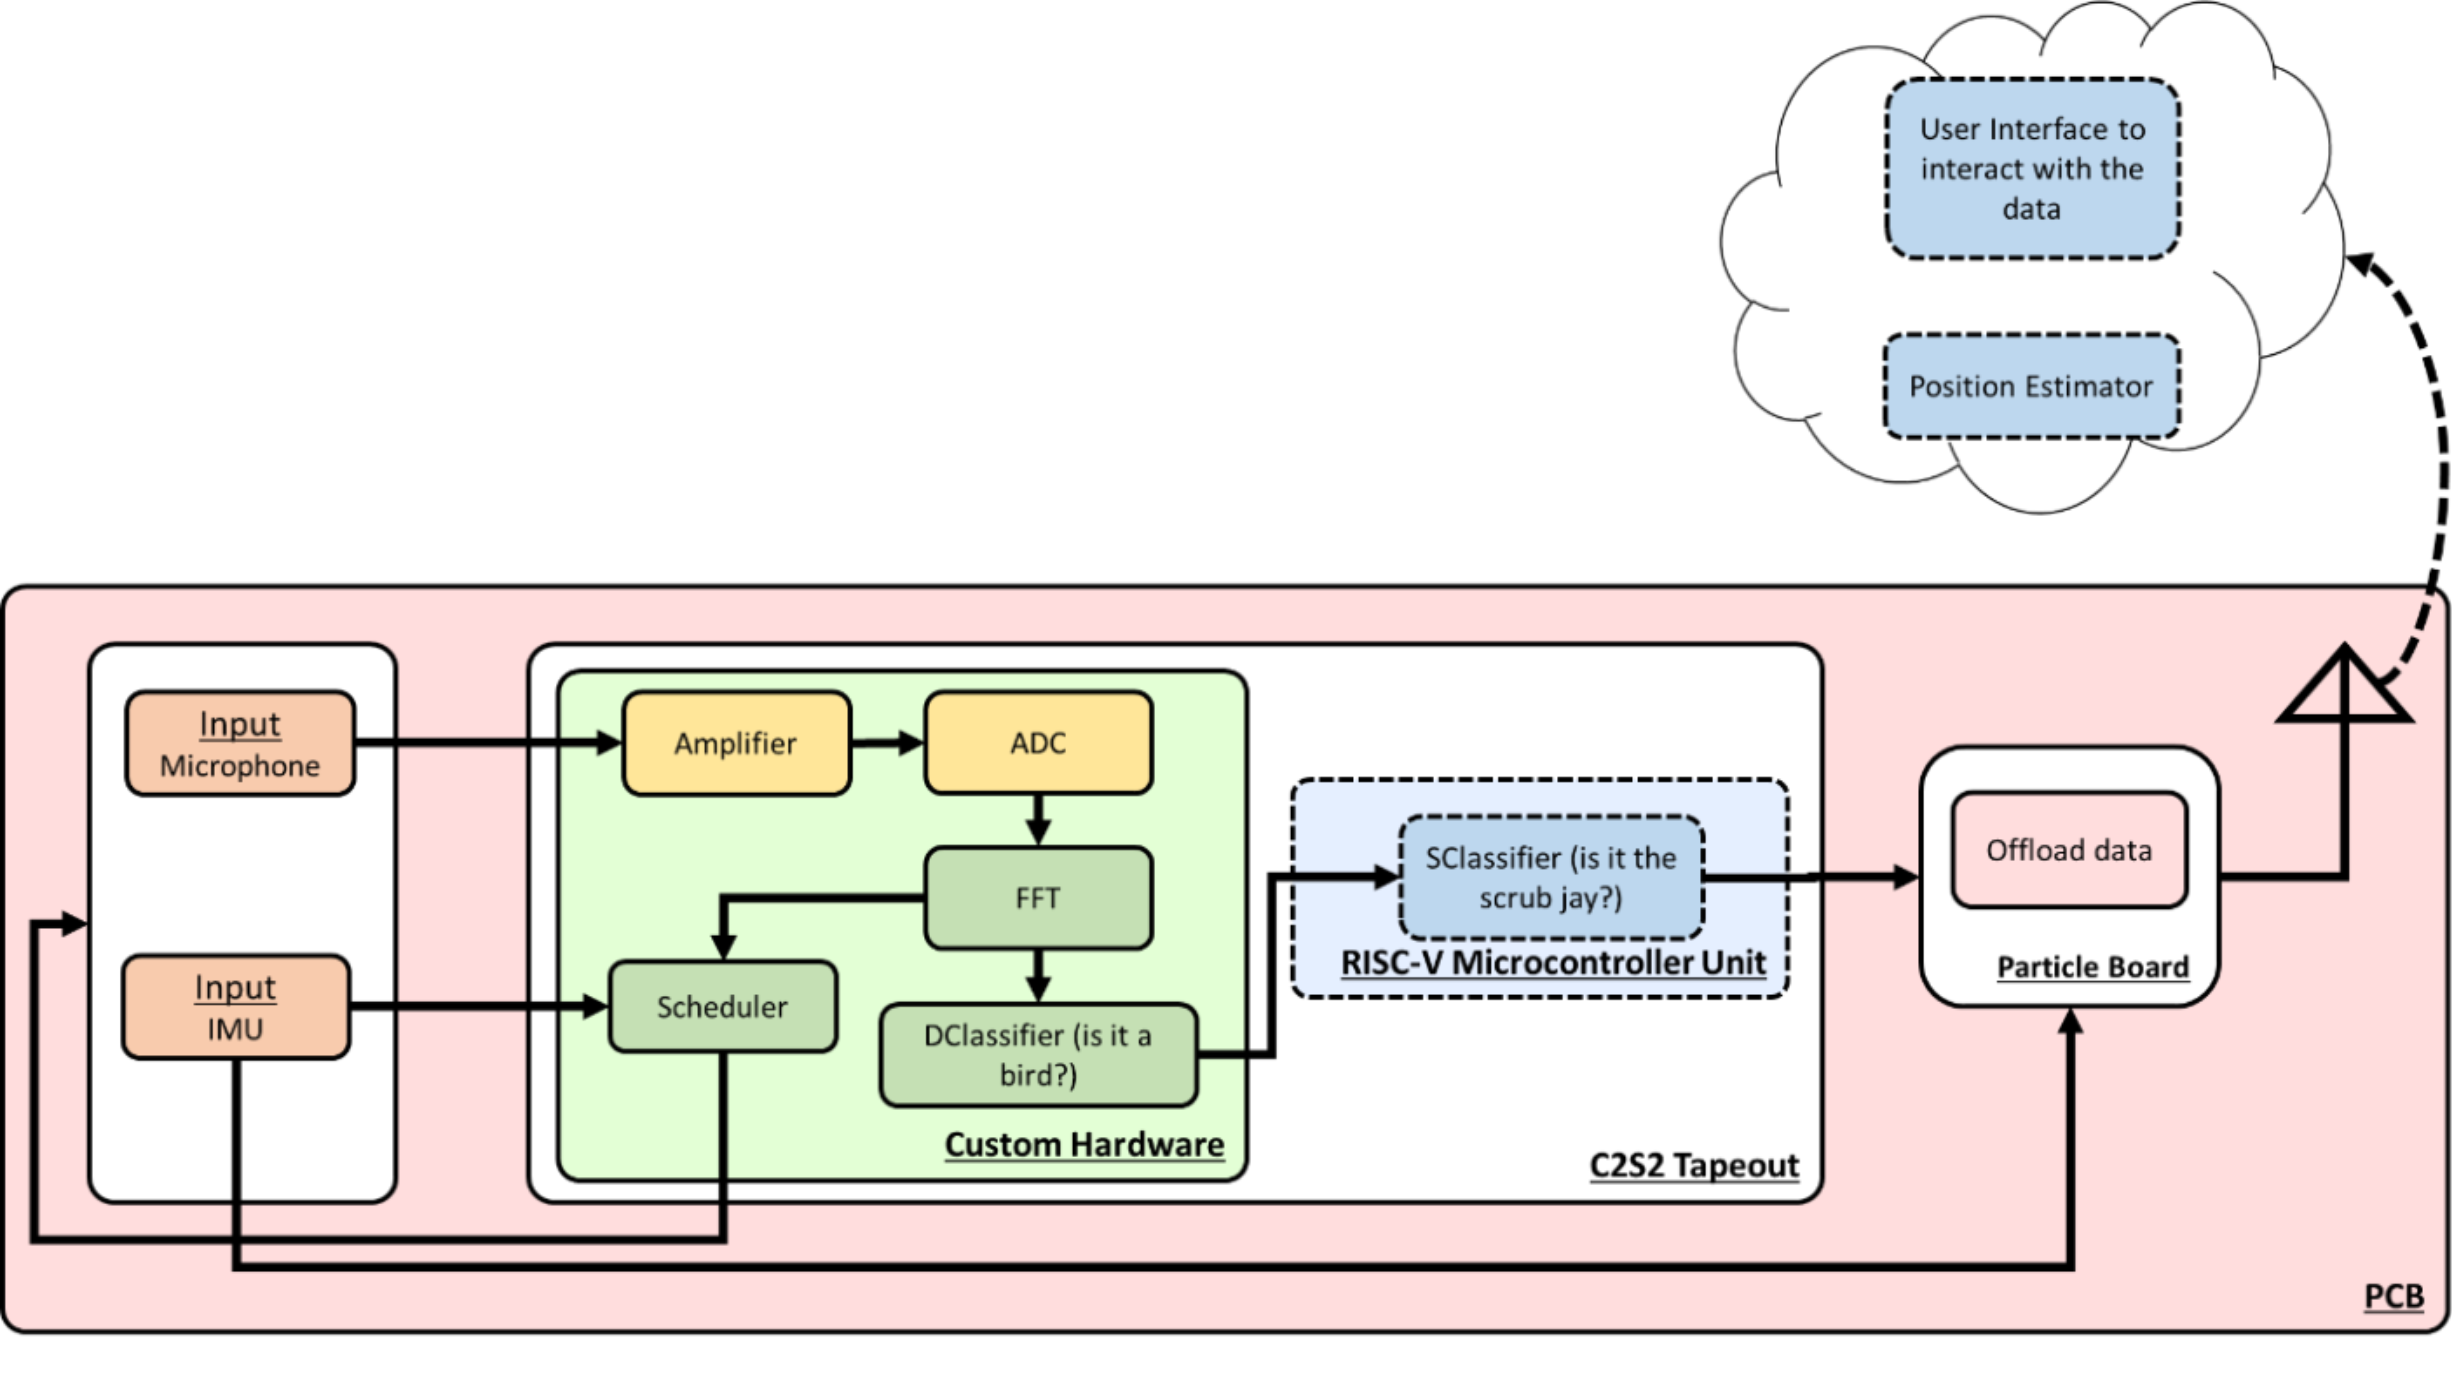 User Interface to
interact with the
data
Position Estimator
Input
Microphone
Amplifier
ADC
FFT
SClassifier (is it the
scrub jay?)
RISC-V Microcontroller Unit
Offload data
Particle Board
Input
IMU
Scheduler
DClassifier (is it a
bird?)
Custom Hardware
C2S2 Tapeout
PCB